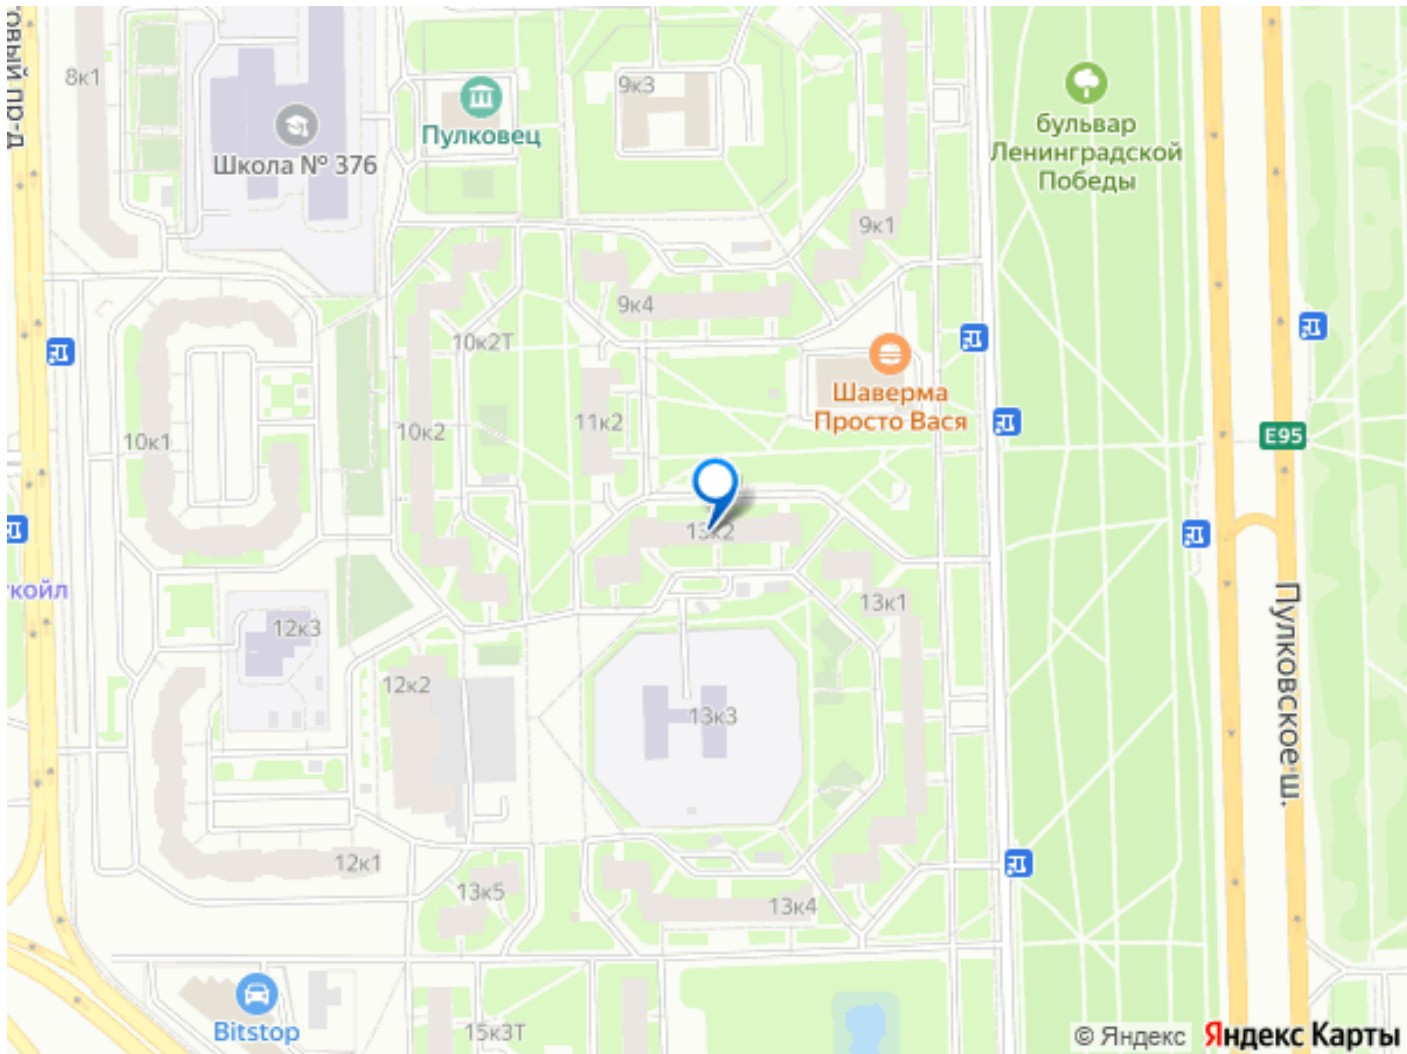 8к1
9к3
Пулковец
Школа № 376
бульвар
Ленинградской
Победы
9к1
9к4
10к2Т
Шаверма
Просто Вася
11к2
10к2
10к1
E95
13к2
13к1
12к3
12к2
13к3
Пулковское ш.
12к1
13к5
13к4
Bitstop
15к3Т
© Яндекс
Яндекс Карты